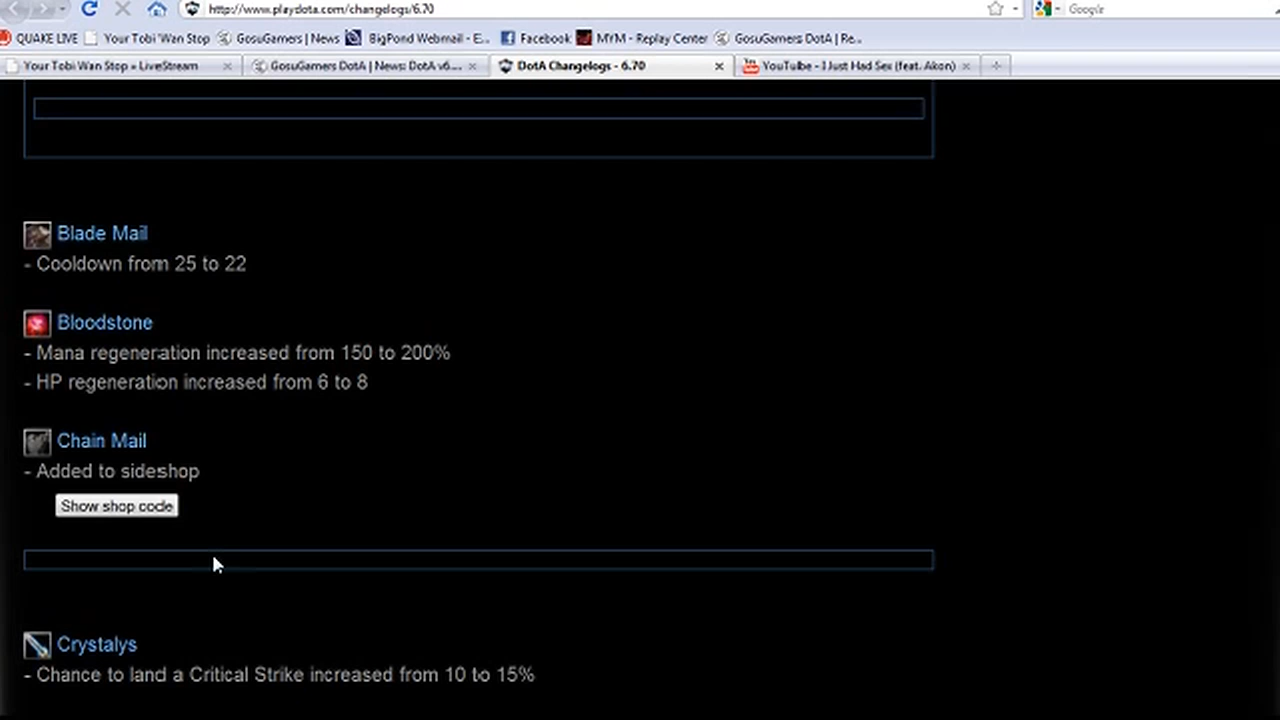 http://www.playdota.com/changelogs/6.70
Google
QUAKE LIVE Your Tobi Wan Stop GosuGamers | News BigPond Webmail - E... Facebook MYM - Replay Center GosuGamers DotA | Re...
Your Tobi Wan Stop » LiveStream GosuGamers DotA | News: DotA v6.... DotA Changelogs - 6.70 YouTube - I Just Had Sex (feat. Akon)
Blade Mail
- Cooldown from 25 to 22
Bloodstone
- Mana regeneration increased from 150 to 200%
- HP regeneration increased from 6 to 8
Chain Mail
- Added to sideshop
Show shop code
Crystalys
- Chance to land a Critical Strike increased from 10 to 15%